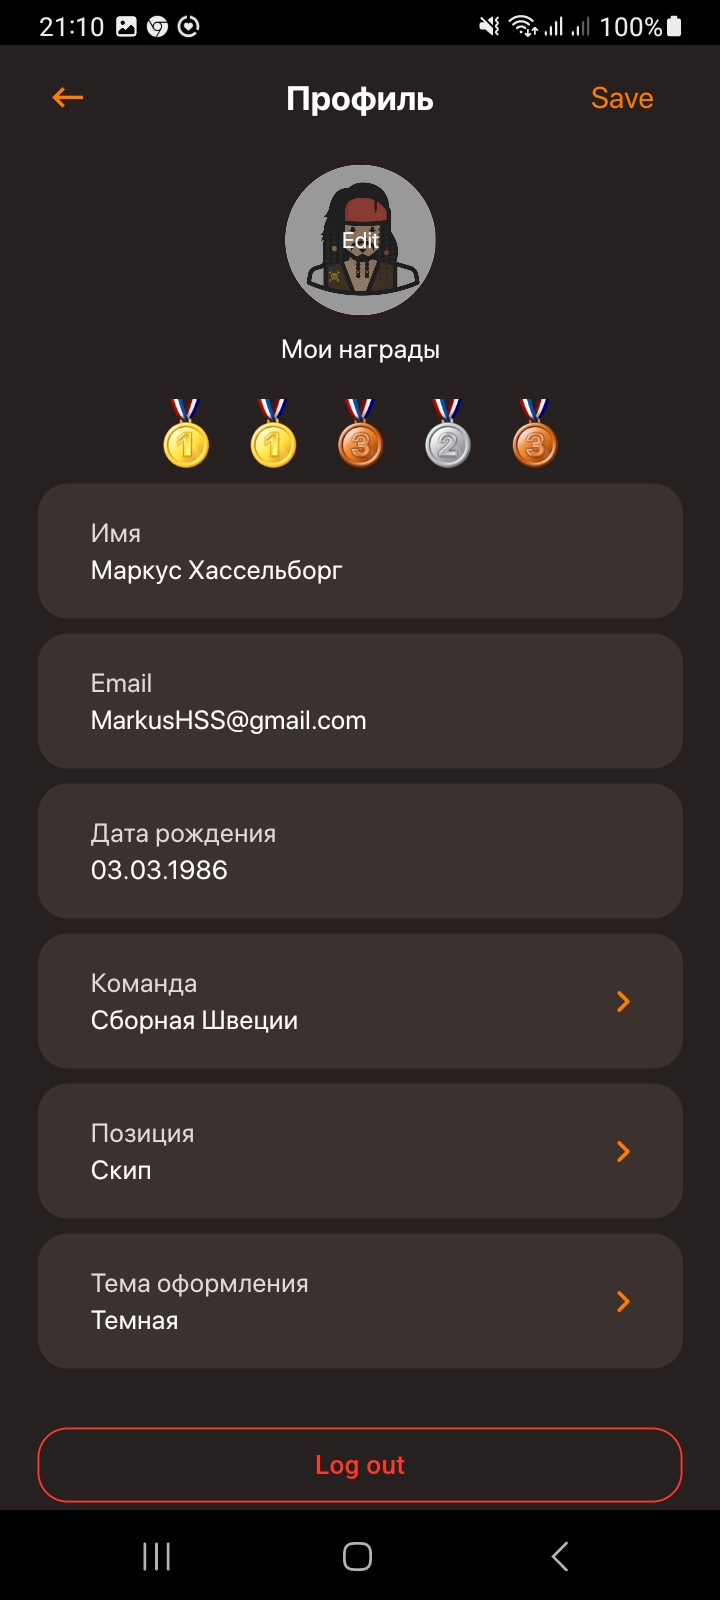 21:10 100%
Профиль Save
Edit
Мои награды
1 1 3 2 3
Имя
Маркус Хассельборг
Email
MarkusHSS@gmail.com
Дата рождения
03.03.1986
Команда
Сборная Швеции
Позиция
Скип
Тема оформления
Темная
Log out